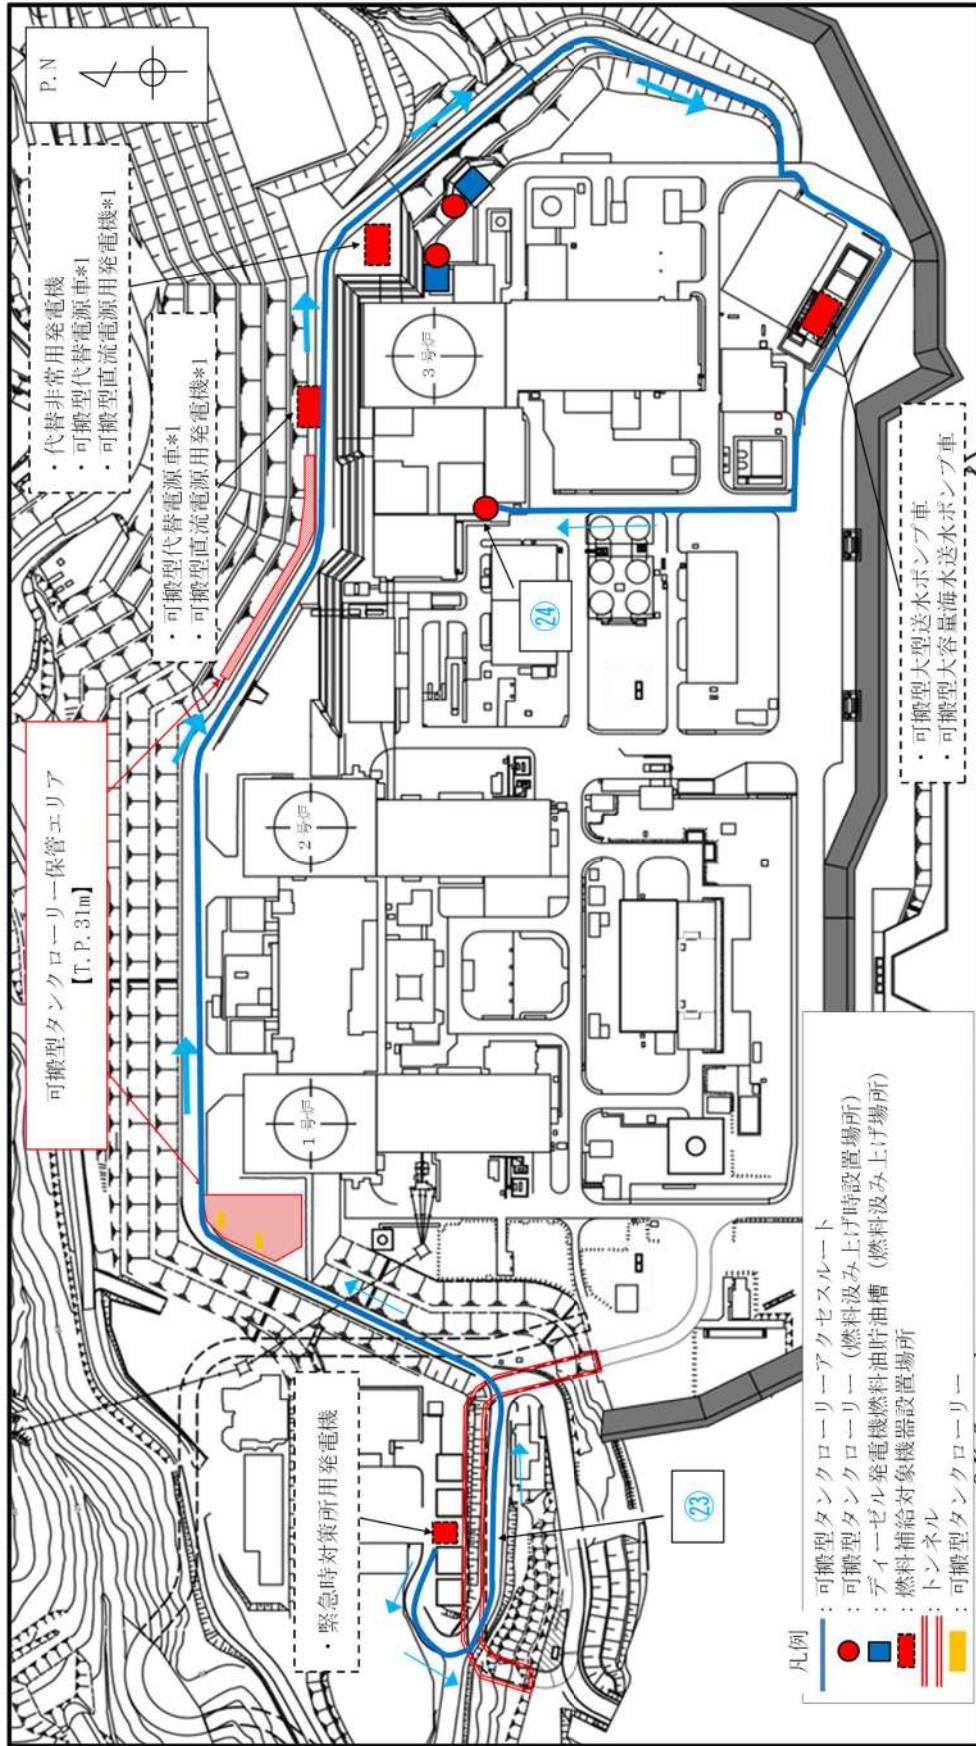 P.N
・代替非常用発電機
・可搬型代替電源車*1
・可搬型直流電源用発電機*1
・可搬型代替電源車*1
・可搬型直流電源用発電機*1
可搬型タンクローリー保管エリア
【T.P.31m】
・緊急時対策所用発電機
1号炉
2号炉
3号炉
㉓
㉔
・可搬型大型送水ポンプ車
・可搬型大容量海水送水ポンプ車
凡例
：可搬型タンクローリーアクセスルート
：可搬型タンクローリー（燃料汲み上げ時設置場所）
：ディーゼル発電機燃料油貯油槽（燃料汲み上げ場所）
：燃料補給対象機器設置場所
：トンネル
：可搬型タンクローリー